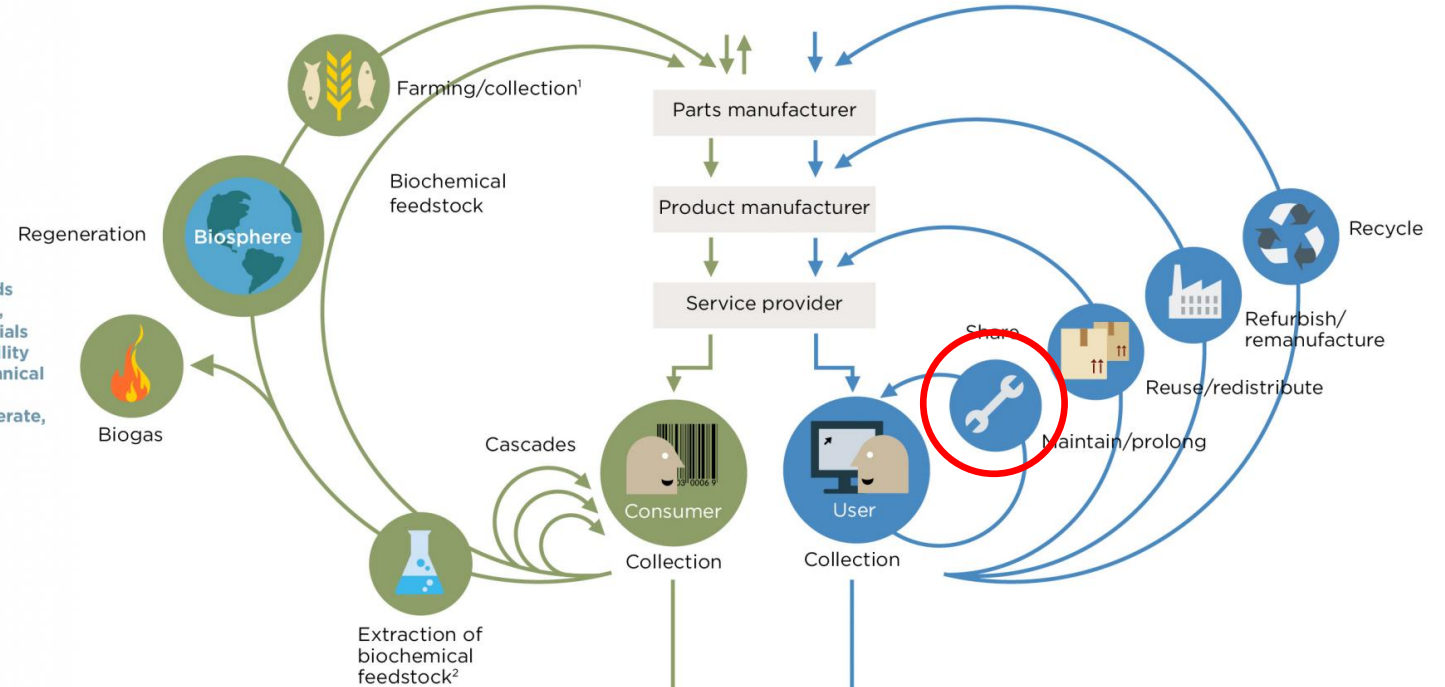 Farming/collection¹
Parts manufacturer
Biochemical
feedstock
Product manufacturer
Regeneration
Biosphere
Recycle
Service provider
Share
Refurbish/
remanufacture
Reuse/redistribute
Biogas
Cascades
Maintain/prolong
Consumer
User
Collection
Collection
Extraction of
biochemical
feedstock²